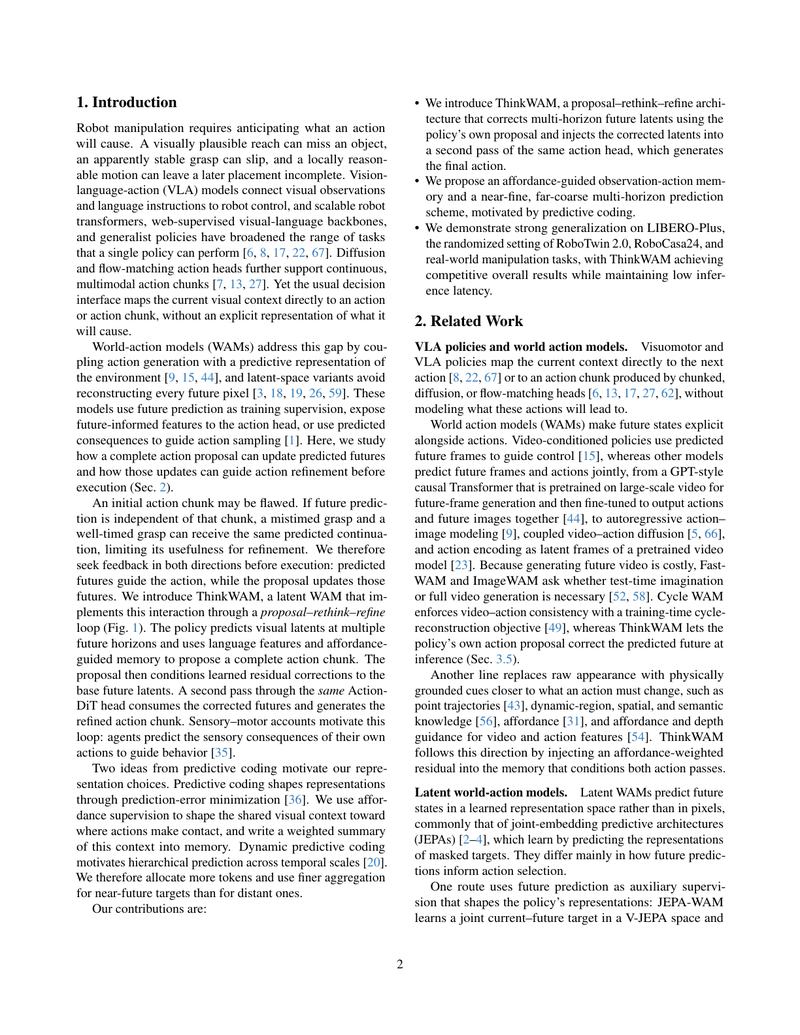 1. Introduction
Robot manipulation requires anticipating what an action
will cause. A visually plausible reach can miss an object,
an apparently stable grasp can slip, and a locally reason-
able motion can leave a later placement incomplete. Vision-
language-action (VLA) models connect visual observations
and language instructions to robot control, and scalable robot
transformers, web-supervised visual-language backbones,
and generalist policies have broadened the range of tasks
that a single policy can perform [6, 8, 17, 22, 67]. Diffusion
and flow-matching action heads further support continuous,
multimodal action chunks [7, 13, 27]. Yet the usual decision
interface maps the current visual context directly to an action
or action chunk, without an explicit representation of what it
will cause.
World-action models (WAMs) address this gap by cou-
pling action generation with a predictive representation of
the environment [9, 15, 44], and latent-space variants avoid
reconstructing every future pixel [3, 18, 19, 26, 59]. These
models use future prediction as training supervision, expose
future-informed features to the action head, or use predicted
consequences to guide action sampling [1]. Here, we study
how a complete action proposal can update predicted futures
and how those updates can guide action refinement before
execution (Sec. 2).
An initial action chunk may be flawed. If future predic-
tion is independent of that chunk, a mistimed grasp and a
well-timed grasp can receive the same predicted continua-
tion, limiting its usefulness for refinement. We therefore
seek feedback in both directions before execution: predicted
futures guide the action, while the proposal updates those
futures. We introduce ThinkWAM, a latent WAM that im-
plements this interaction through a proposal–rethink–refine
loop (Fig. 1). The policy predicts visual latents at multiple
future horizons and uses language features and affordance-
guided memory to propose a complete action chunk. The
proposal then conditions learned residual corrections to the
base future latents. A second pass through the same Action-
DiT head consumes the corrected futures and generates the
refined action chunk. Sensory–motor accounts motivate this
loop: agents predict the sensory consequences of their own
actions to guide behavior [35].
Two ideas from predictive coding motivate our repre-
sentation choices. Predictive coding shapes representations
through prediction-error minimization [36]. We use affor-
dance supervision to shape the shared visual context toward
where actions make contact, and write a weighted summary
of this context into memory. Dynamic predictive coding
motivates hierarchical prediction across temporal scales [20].
We therefore allocate more tokens and use finer aggregation
for near-future targets than for distant ones.
Our contributions are:
• We introduce ThinkWAM, a proposal–rethink–refine archi-
tecture that corrects multi-horizon future latents using the
policy's own proposal and injects the corrected latents into
a second pass of the same action head, which generates
the final action.
• We propose an affordance-guided observation-action mem-
ory and a near-fine, far-coarse multi-horizon prediction
scheme, motivated by predictive coding.
• We demonstrate strong generalization on LIBERO-Plus,
the randomized setting of RoboTwin 2.0, RoboCasa24, and
real-world manipulation tasks, with ThinkWAM achieving
competitive overall results while maintaining low infer-
ence latency.
2. Related Work
VLA policies and world action models. Visuomotor and
VLA policies map the current context directly to the next
action [8, 22, 67] or to an action chunk produced by chunked,
diffusion, or flow-matching heads [6, 13, 17, 27, 62], without
modeling what these actions will lead to.
World action models (WAMs) make future states explicit
alongside actions. Video-conditioned policies use predicted
future frames to guide control [15], whereas other models
predict future frames and actions jointly, from a GPT-style
causal Transformer that is pretrained on large-scale video for
future-frame generation and then fine-tuned to output actions
and future images together [44], to autoregressive action–
image modeling [9], coupled video–action diffusion [5, 66],
and action encoding as latent frames of a pretrained video
model [23]. Because generating future video is costly, Fast-
WAM and ImageWAM ask whether test-time imagination
or full video generation is necessary [52, 58]. Cycle WAM
enforces video–action consistency with a training-time cycle-
reconstruction objective [49], whereas ThinkWAM lets the
policy's own action proposal correct the predicted future at
inference (Sec. 3.5).
Another line replaces raw appearance with physically
grounded cues closer to what an action must change, such as
point trajectories [43], dynamic-region, spatial, and semantic
knowledge [56], affordance [31], and affordance and depth
guidance for video and action features [54]. ThinkWAM
follows this direction by injecting an affordance-weighted
residual into the memory that conditions both action passes.
Latent world-action models. Latent WAMs predict future
states in a learned representation space rather than in pixels,
commonly that of joint-embedding predictive architectures
(JEPAs) [2–4], which learn by predicting the representations
of masked targets. They differ mainly in how future predic-
tions inform action selection.
One route uses future prediction as auxiliary supervi-
sion that shapes the policy's representations: JEPA-WAM
learns a joint current–future target in a V-JEPA space and
2